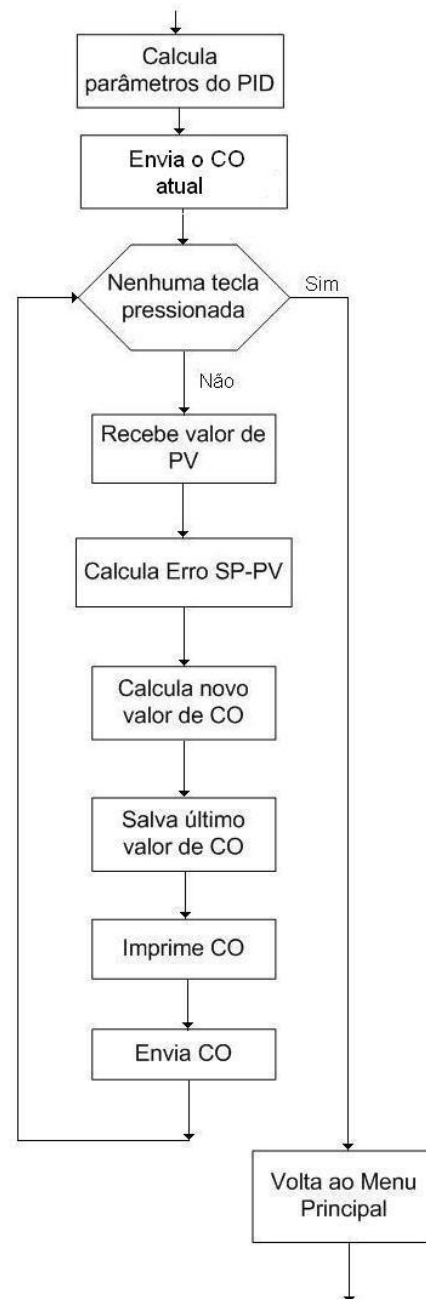 Calcula
parâmetros do PID
Envia o CO
atual
Nenhuma tecla
pressionada
Sim
Não
Recebe valor de
PV
Calcula Erro SP-PV
Calcula novo
valor de CO
Salva último
valor de CO
Imprime CO
Envia CO
Volta ao Menu
Principal